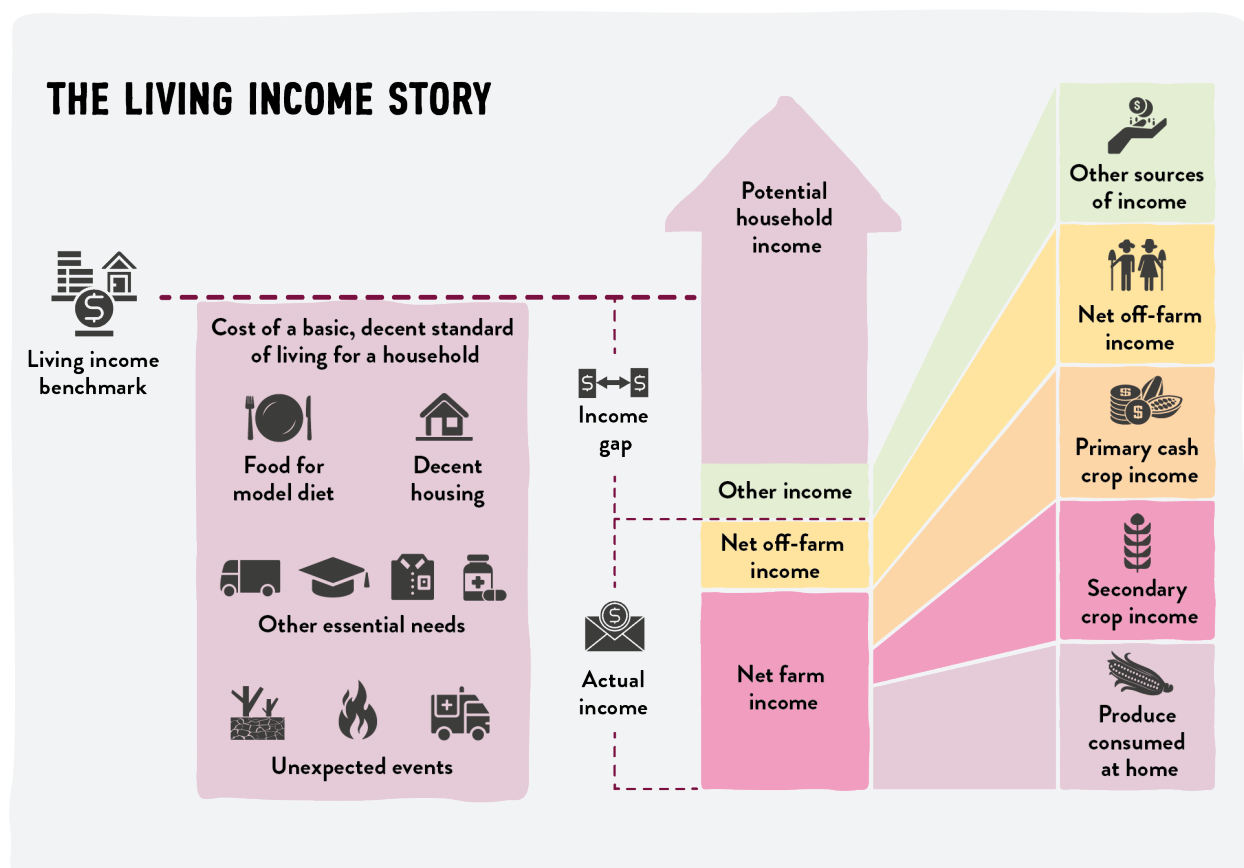 THE LIVING INCOME STORY
Living income
benchmark
Cost of a basic, decent standard
of living for a household
Food for
model diet
Decent
housing
Other essential needs
Unexpected events
Income
gap
Actual
income
Potential
household
income
Other income
Net off-farm
income
Net farm
income
Other sources
of income
Net off-farm
income
Primary cash
crop income
Secondary
crop income
Produce
consumed
at home